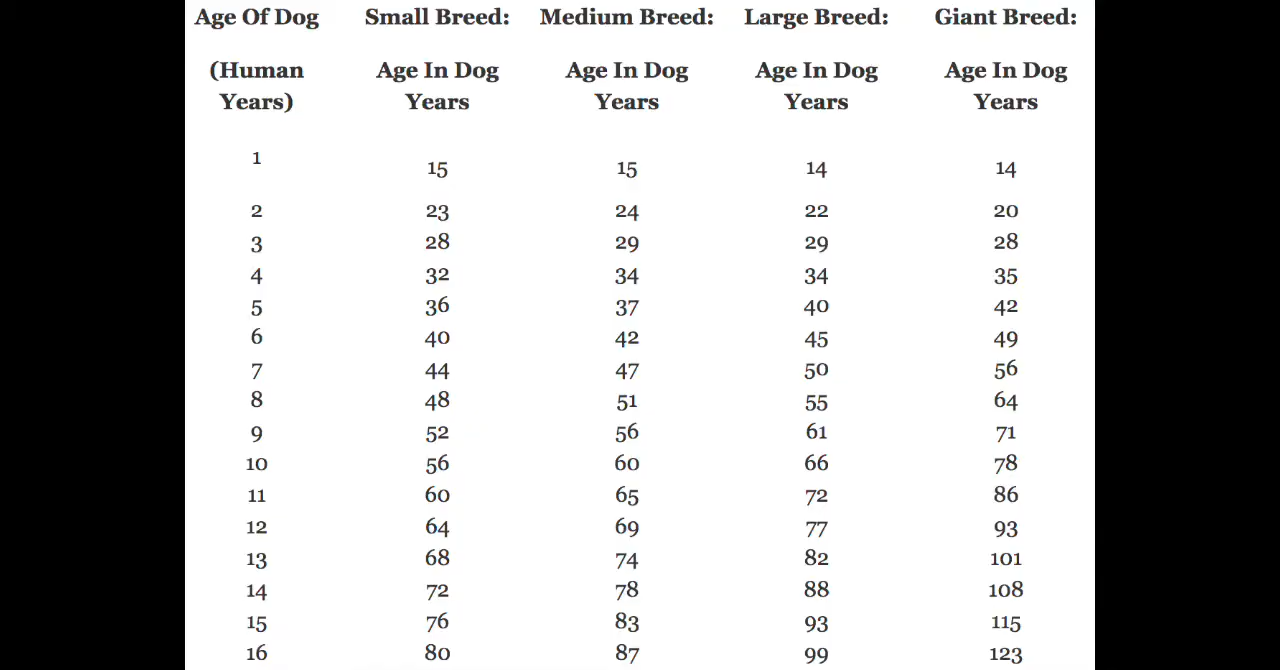 Age Of Dog Small Breed: Medium Breed: Large Breed: Giant Breed:
(Human Age In Dog Age In Dog Age In Dog Age In Dog
Years) Years Years Years Years
1 15 15 14 14
2 23 24 22 20
3 28 29 29 28
4 32 34 34 35
5 36 37 40 42
6 40 42 45 49
7 44 47 50 56
8 48 51 55 64
9 52 56 61 71
10 56 60 66 78
11 60 65 72 86
12 64 69 77 93
13 68 74 82 101
14 72 78 88 108
15 76 83 93 115
16 80 87 99 123